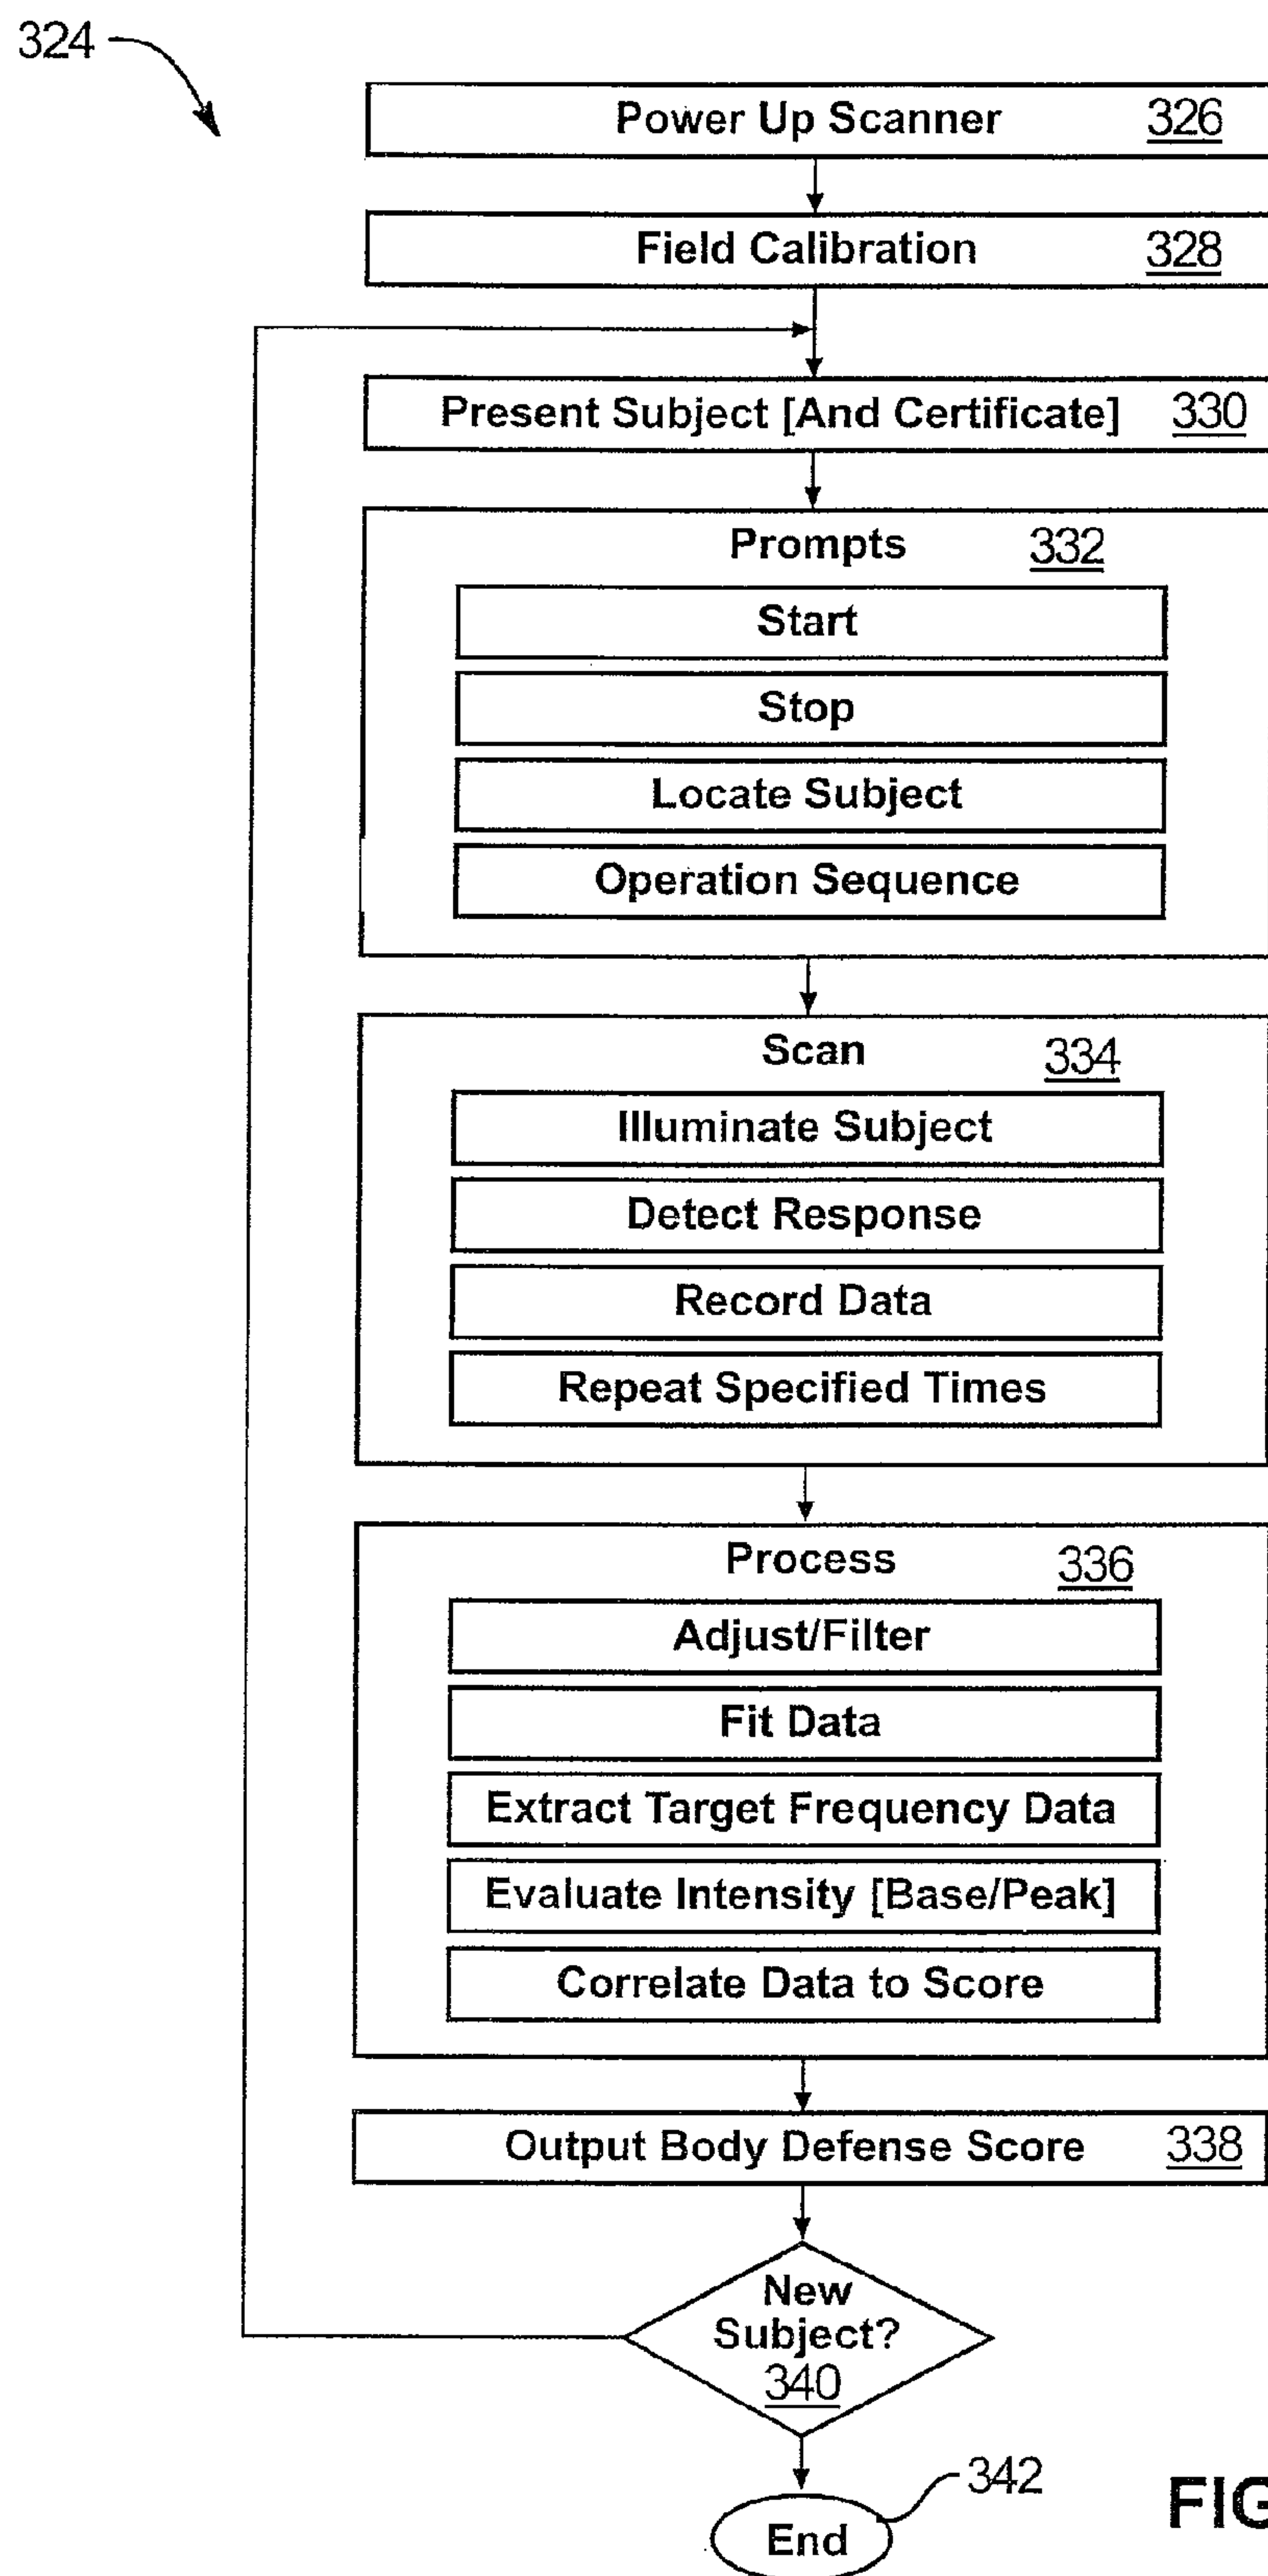 324
Power Up Scanner 326
Field Calibration 328
Present Subject [And Certificate] 330
Prompts 332
Start
Stop
Locate Subject
Operation Sequence
Scan 334
Illuminate Subject
Detect Response
Record Data
Repeat Specified Times
Process 336
Adjust/Filter
Fit Data
Extract Target Frequency Data
Evaluate Intensity [Base/Peak]
Correlate Data to Score
Output Body Defense Score 338
New
Subject?
340
342
End
FIG